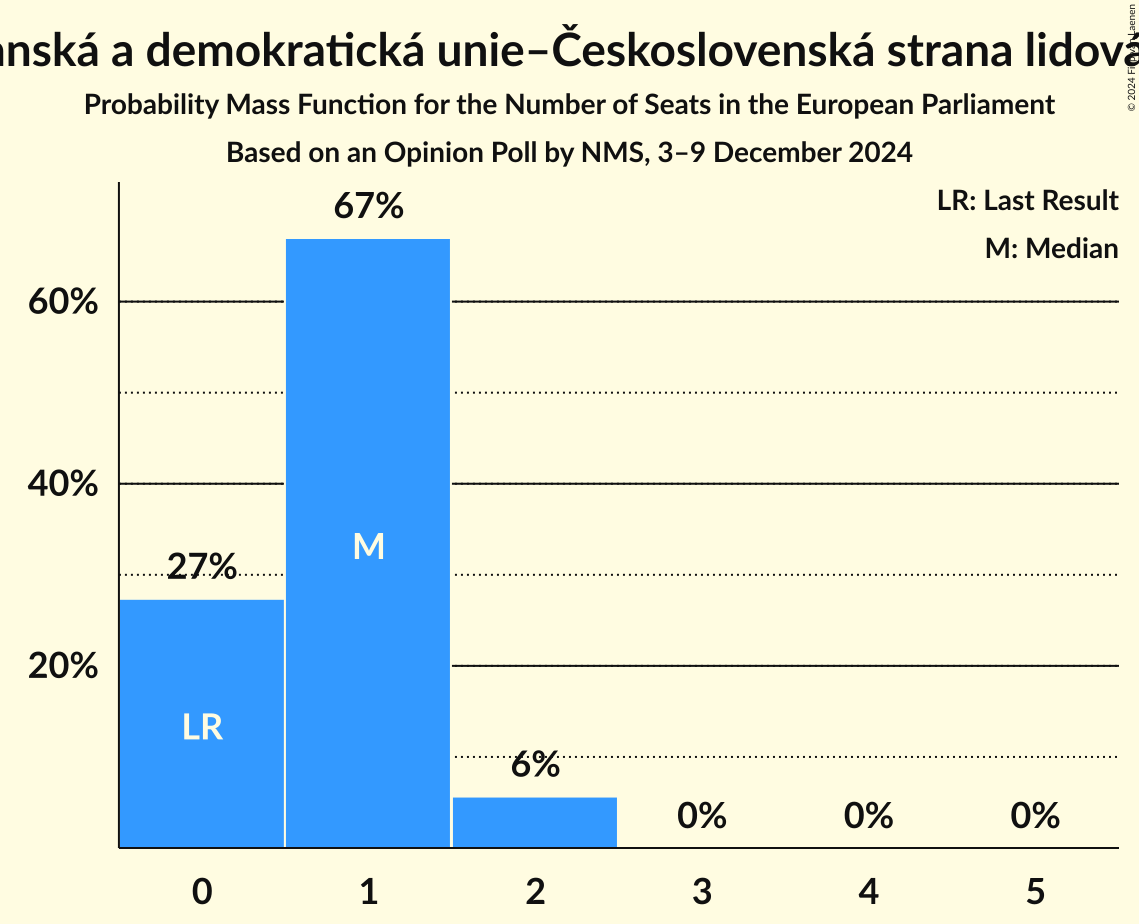 a demokratická unie–Československá strana
Probability Mass Function for the Number of Seats in the European Parliament
Based on an Opinion Poll by NMS, 3–9 December 2024
LR: Last Result
M: Median
67%
60%
40%
M
27%
20%
LR
6%
0% 0% 0%
0 1 2 3 4 5
© 2024